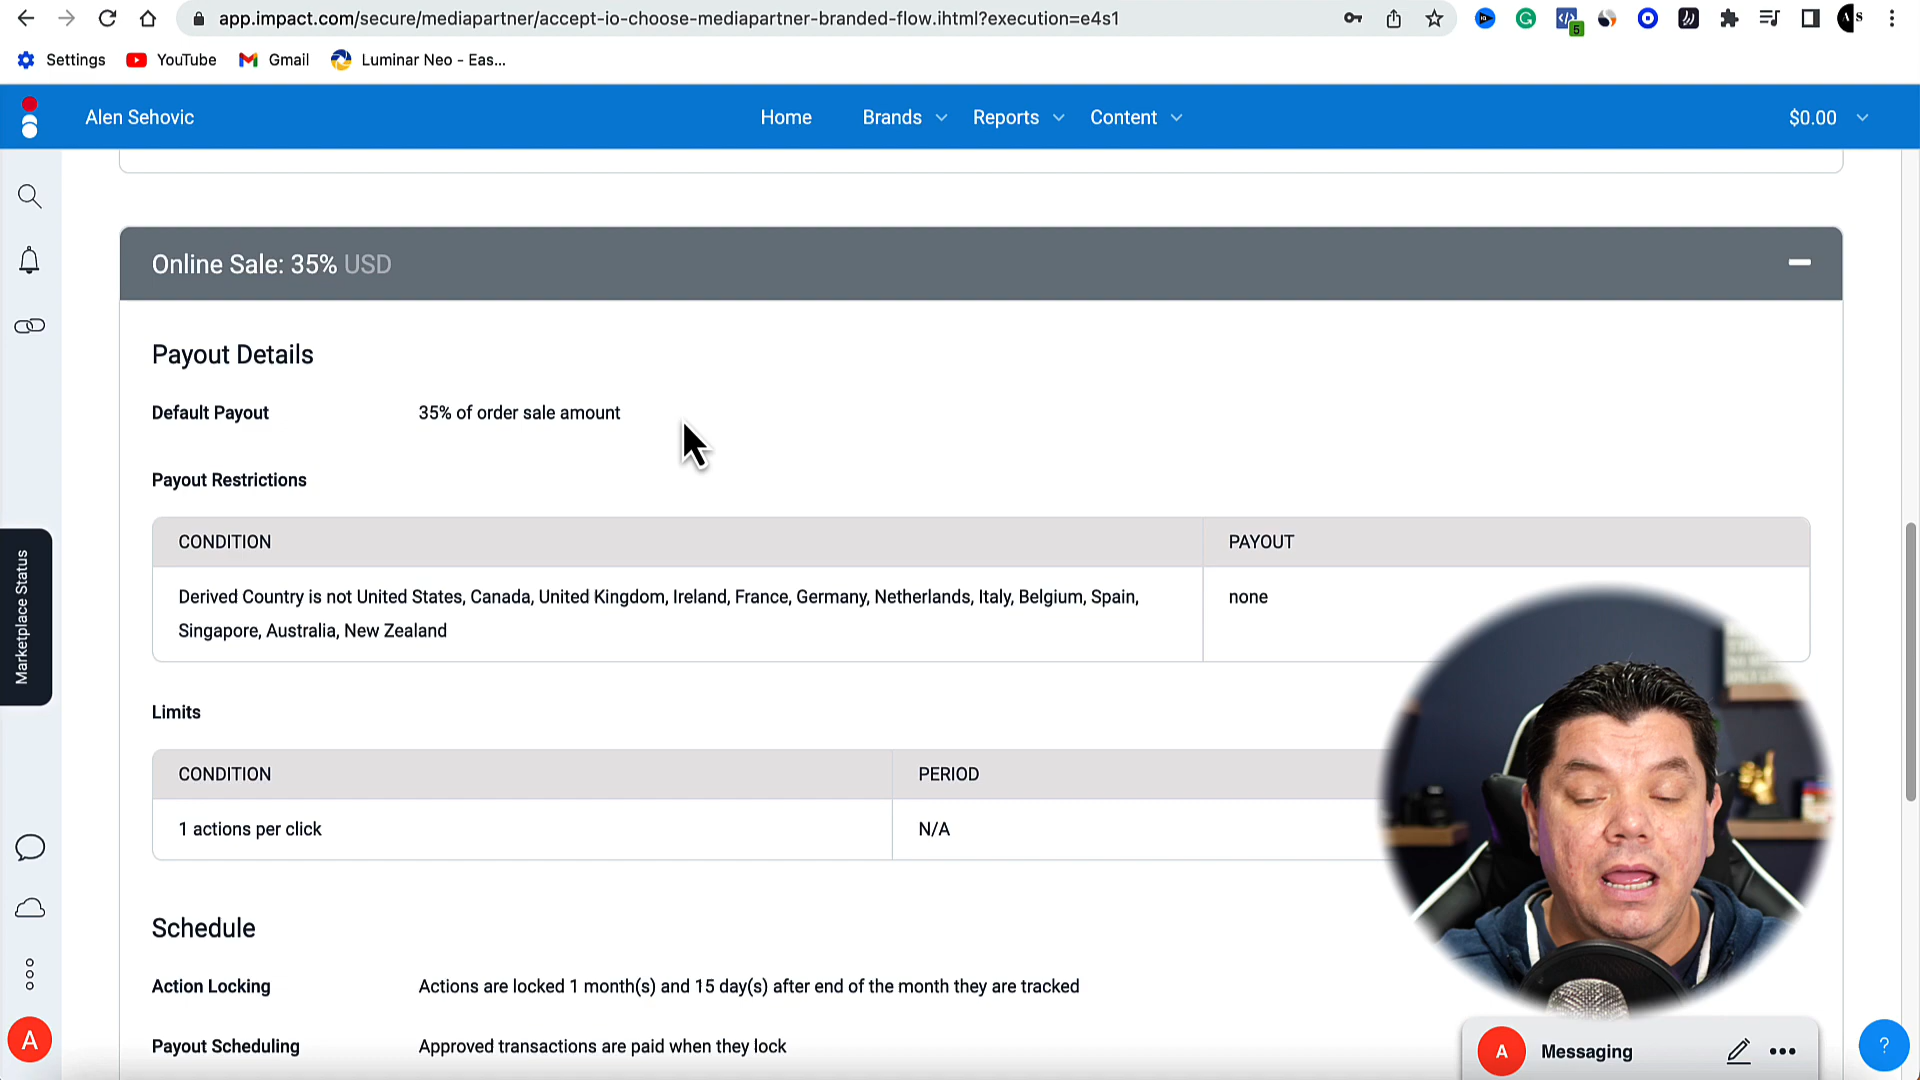 app.impact.com/secure/mediapartner/accept-io-choose-mediapartner-branded-flow.ihtml?execution=e4s1
5
A S
Settings
YouTube
Gmail
Luminar Neo - Eas...
Alen Sehovic
Home
Brands
Reports
Content
$0.00
Online Sale: 35% USD
Payout Details
Default Payout
35% of order sale amount
Payout Restrictions
CONDITION
PAYOUT
Derived Country is not United States, Canada, United Kingdom, Ireland, France, Germany, Netherlands, Italy, Belgium, Spain,
Singapore, Australia, New Zealand
none
Marketplace Status
Limits
CONDITION
PERIOD
1 actions per click
N/A
Schedule
Action Locking
Actions are locked 1 month(s) and 15 day(s) after end of the month they are tracked
Payout Scheduling
Approved transactions are paid when they lock
A
A
Messaging
?